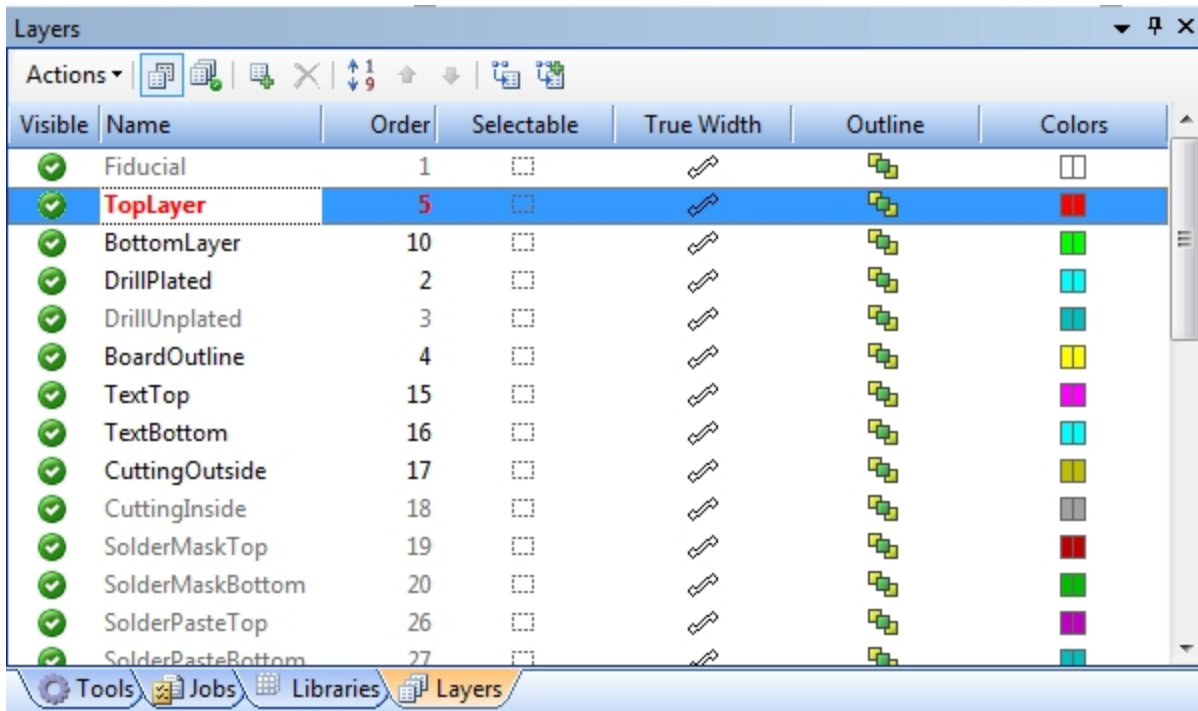 Layers
Actions
Visible Name Order Selectable True Width Outline Colors
Fiducial 1
TopLayer 5
BottomLayer 10
DrillPlated 2
DrillUnplated 3
BoardOutline 4
TextTop 15
TextBottom 16
CuttingOutside 17
CuttingInside 18
SolderMaskTop 19
SolderMaskBottom 20
SolderPasteTop 26
SolderPasteBottom 27
Tools Jobs Libraries Layers